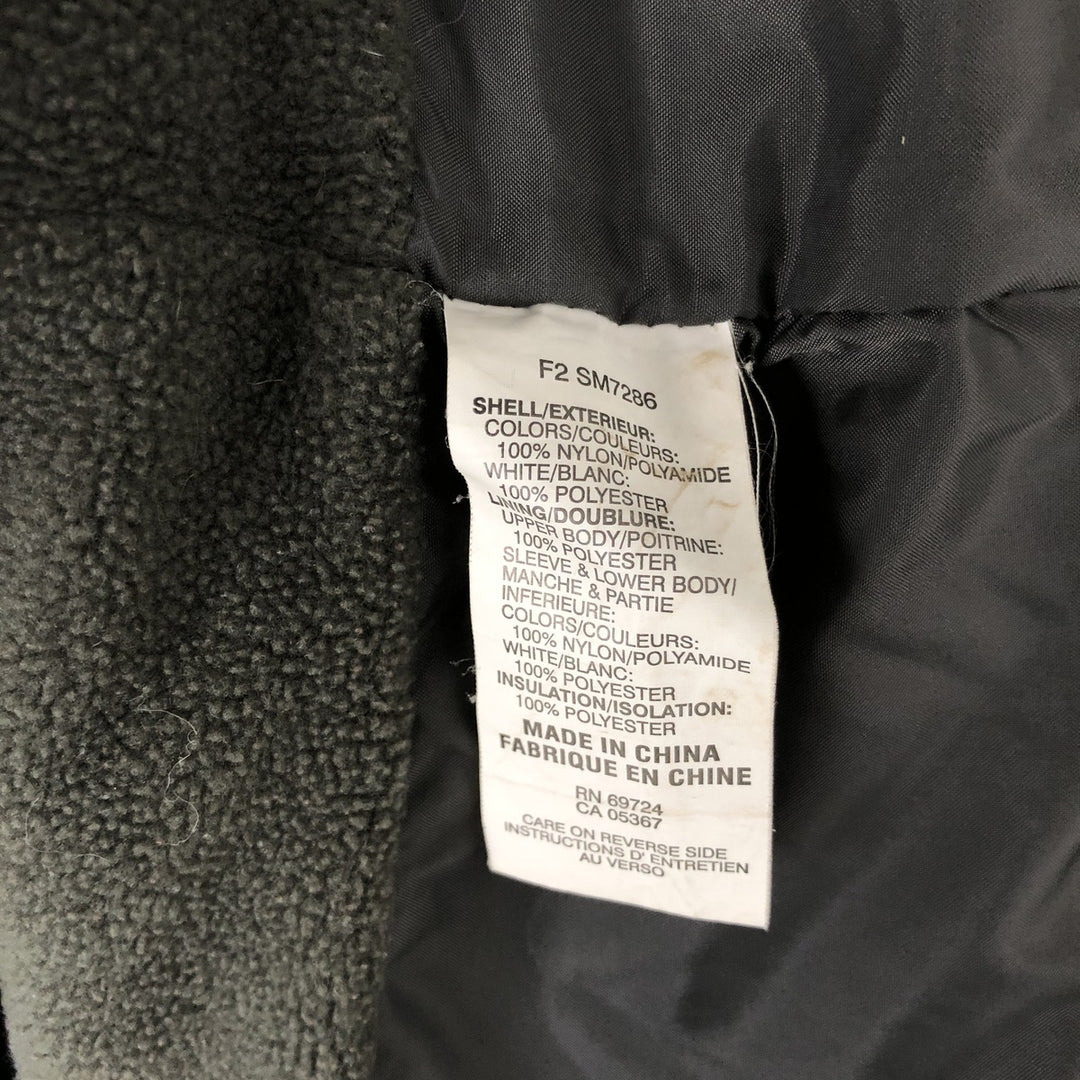 F2 SM7286
SHELL/EXTERIEUR:
COLORS/COULEURS:
100% NYLON/POLYAMIDE
WHITE/BLANC:
100% POLYESTER
LINING/DOUBLURE:
UPPER BODY/POITRINE:
100% POLYESTER
SLEEVE & LOWER BODY/
MANCHE & PARTIE
INFERIEURE:
COLORS/COULEURS:
100% NYLON/POLYAMIDE
WHITE/BLANC:
100% POLYESTER
INSULATION/ISOLATION:
100% POLYESTER
MADE IN CHINA
FABRIQUE EN CHINE
RN 69724
CA 05367
CARE ON REVERSE SIDE
INSTRUCTIONS D' ENTRETIEN
AU VERSO